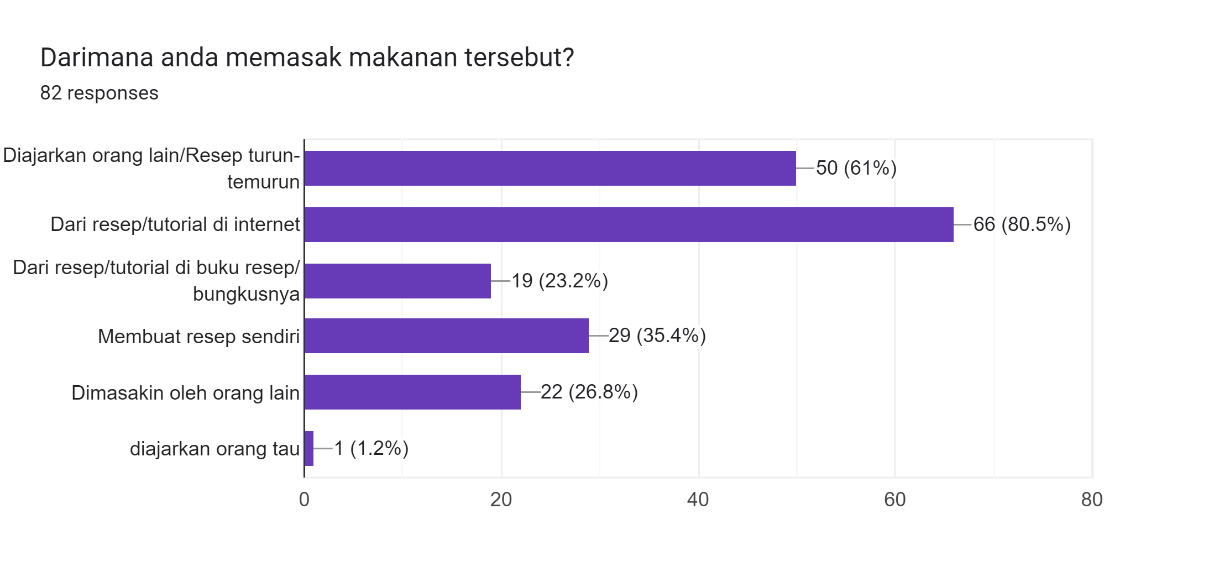 Darimana anda memasak makanan tersebut?
82 responses
Diajarkan orang lain/Resep turun-
temurun
50 (61%)
Dari resep/tutorial di internet
66 (80.5%)
Dari resep/tutorial di buku resep/
bungkusnya
19 (23.2%)
Membuat resep sendiri
29 (35.4%)
Dimasakin oleh orang lain
22 (26.8%)
diajarkan orang tau
1 (1.2%)
0 20 40 60 80